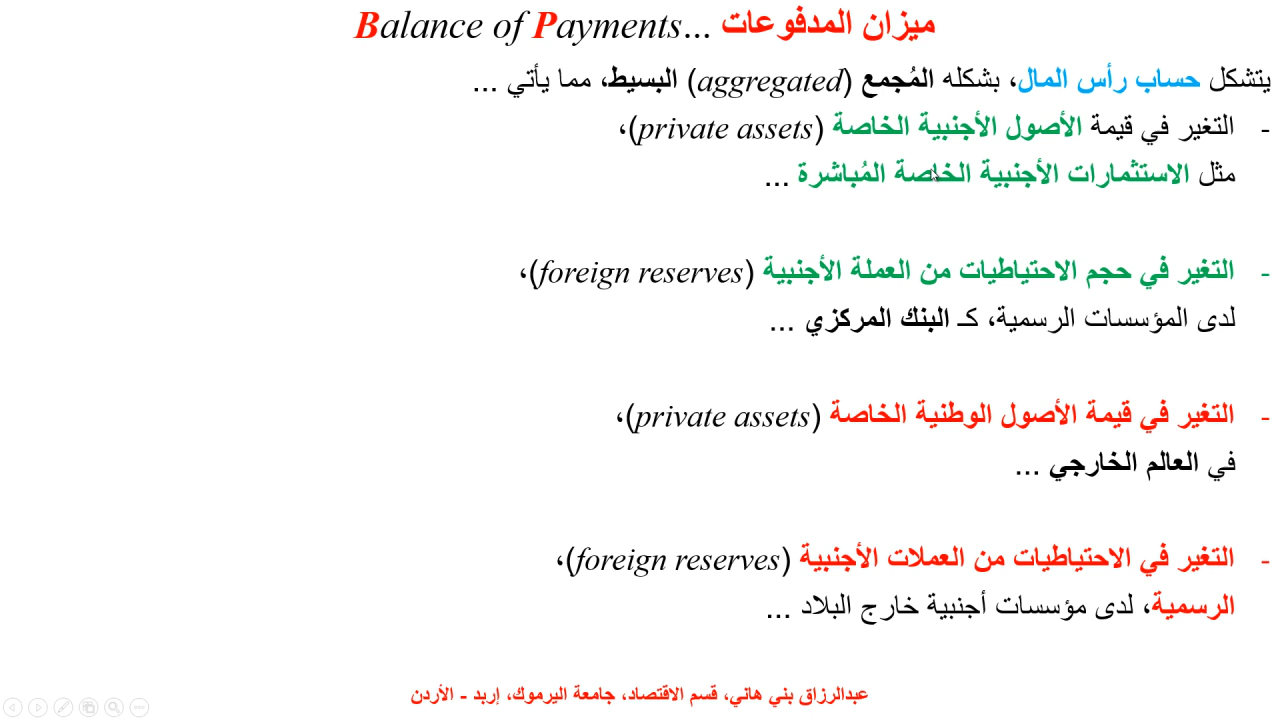 ميزان المدفوعات ...Balance of Payments
يتشكل حساب رأس المال، بشكله المُجمع (aggregated) البسيط، مما يأتي ...
- التغير في قيمة الأصول الأجنبية الخاصة (private assets)،
مثل الاستثمارات الأجنبية الخاصة المُباشرة ...
- التغير في حجم الاحتياطيات من العملة الأجنبية (foreign reserves)،
لدى المؤسسات الرسمية، كـ البنك المركزي ...
- التغير في قيمة الأصول الوطنية الخاصة (private assets)،
في العالم الخارجي ...
- التغير في الاحتياطيات من العملات الأجنبية (foreign reserves)،
الرسمية، لدى مؤسسات أجنبية خارج البلاد ...
عبدالرزاق بني هاني، قسم الاقتصاد، جامعة اليرموك، إربد - الأردن